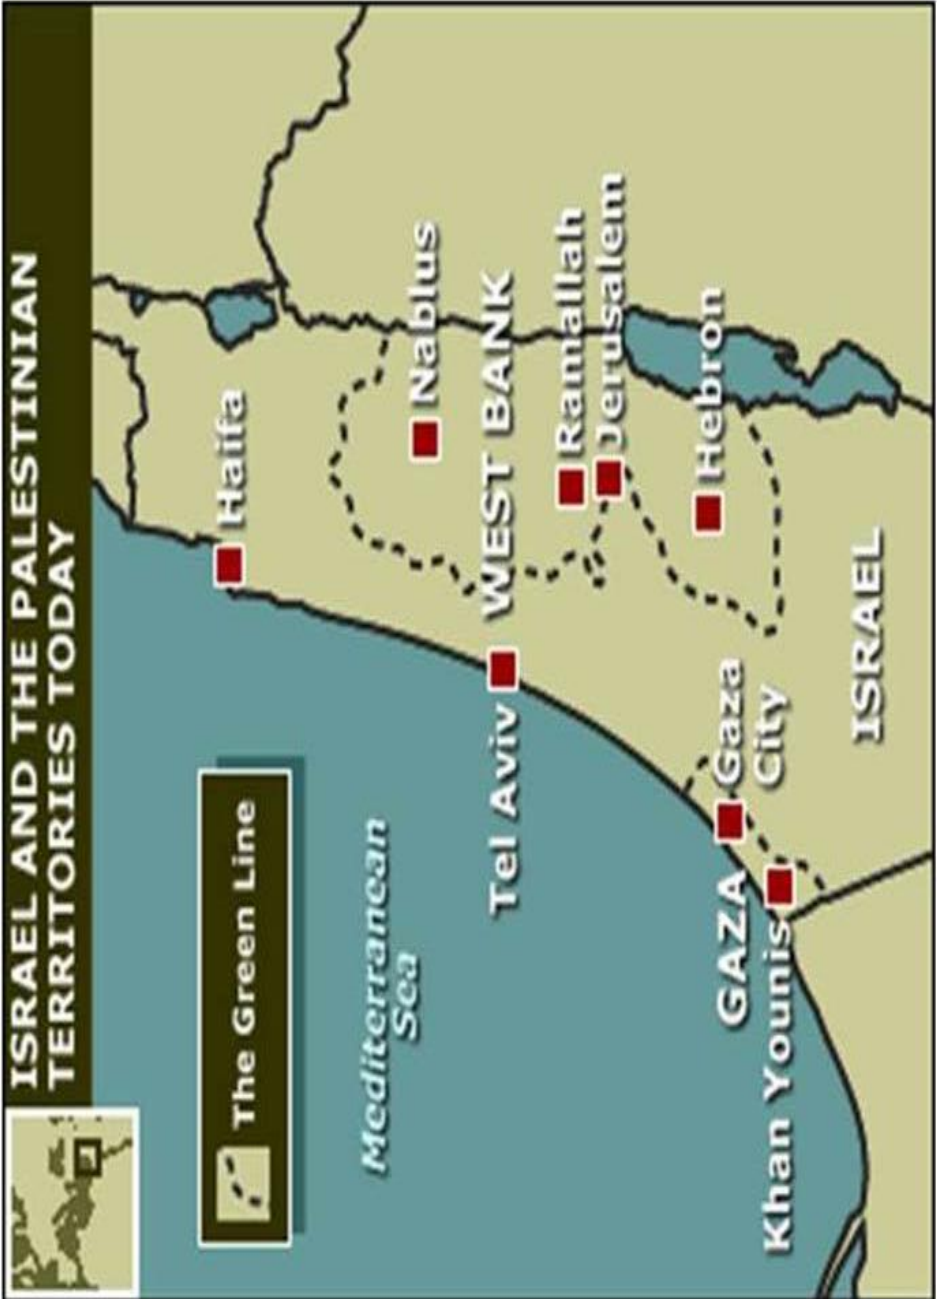 ISRAEL AND THE PALESTINIAN
TERRITORIES TODAY
The Green Line
Mediterranean
Sea
Haifa
Nablus
Tel Aviv
WEST BANK
Ramallah
Jerusalem
Hebron
Gaza
City
GAZA
Khan Younis
ISRAEL